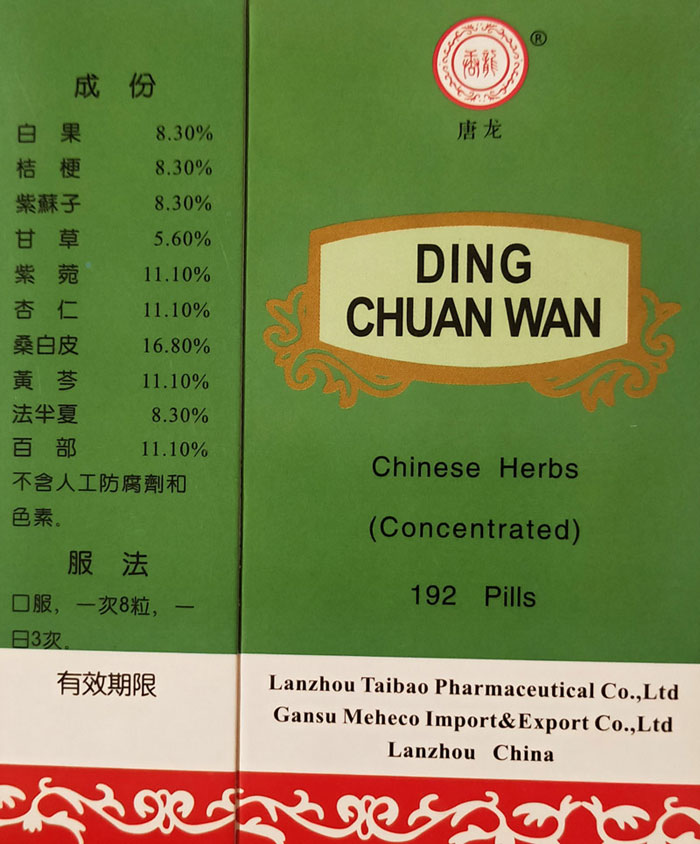 成 份
白 果 8.30%
桔 梗 8.30%
紫蘇子 8.30%
甘 草 5.60%
紫 菀 11.10%
杏 仁 11.10%
桑白皮 16.80%
黃 芩 11.10%
法半夏 8.30%
百 部 11.10%
不含人工防腐劑和
色素。
服 法
口服，一次8粒，一
日3次.
有效期限
®
唐龙
DING
CHUAN WAN
Chinese Herbs
(Concentrated)
192 Pills
Lanzhou Taibao Pharmaceutical Co.,Ltd
Gansu Meheco Import&Export Co.,Ltd
Lanzhou China